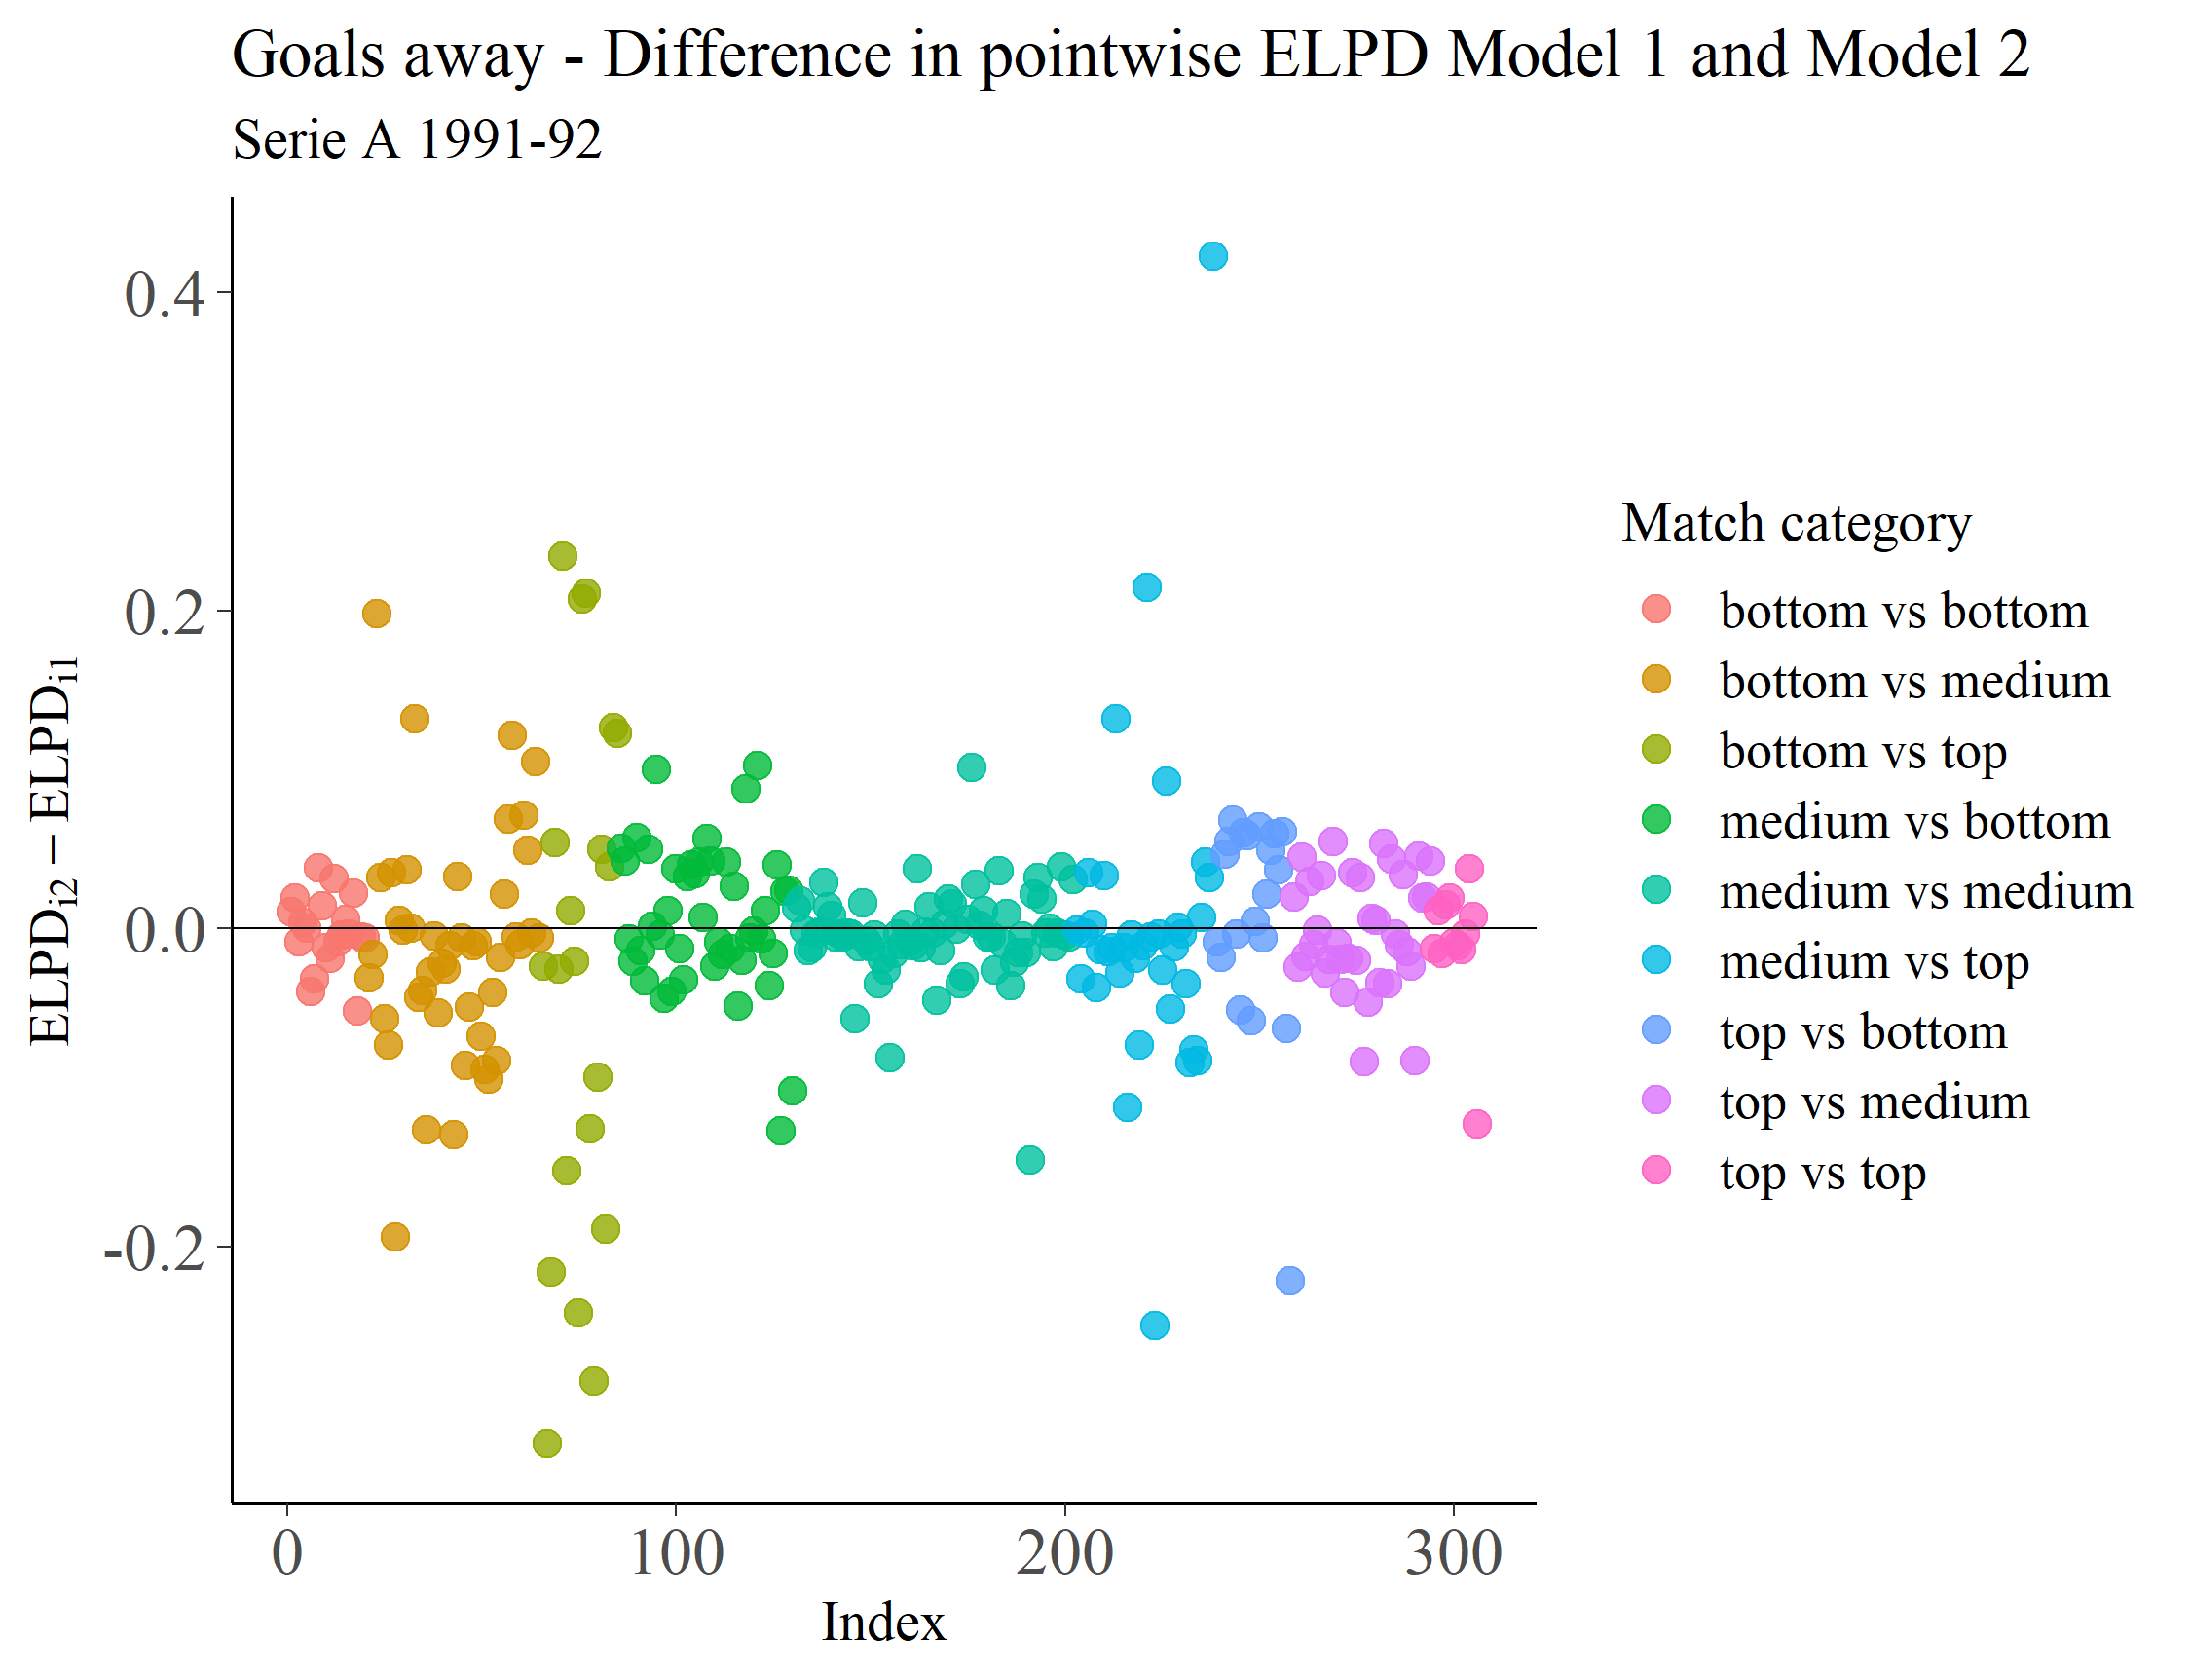 Goals away - Difference in pointwise ELPD Model 1 and Model 2
Serie A 1991-92
ELPDi2 − ELPDi1
0.4
0.2
0.0
-0.2
0 100 200 300
Index
Match category
bottom vs bottom
bottom vs medium
bottom vs top
medium vs bottom
medium vs medium
medium vs top
top vs bottom
top vs medium
top vs top